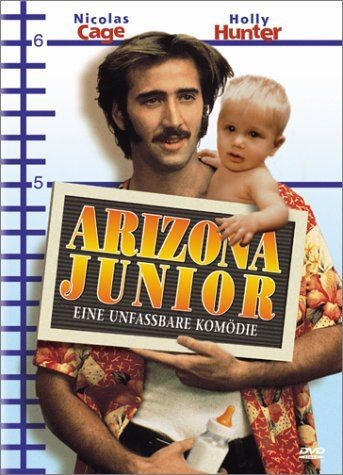 Nicolas
Cage
Holly
Hunter
6
5
ARIZONA
JUNIOR
EINE UNFASSBARE KOMÖDIE
DVD